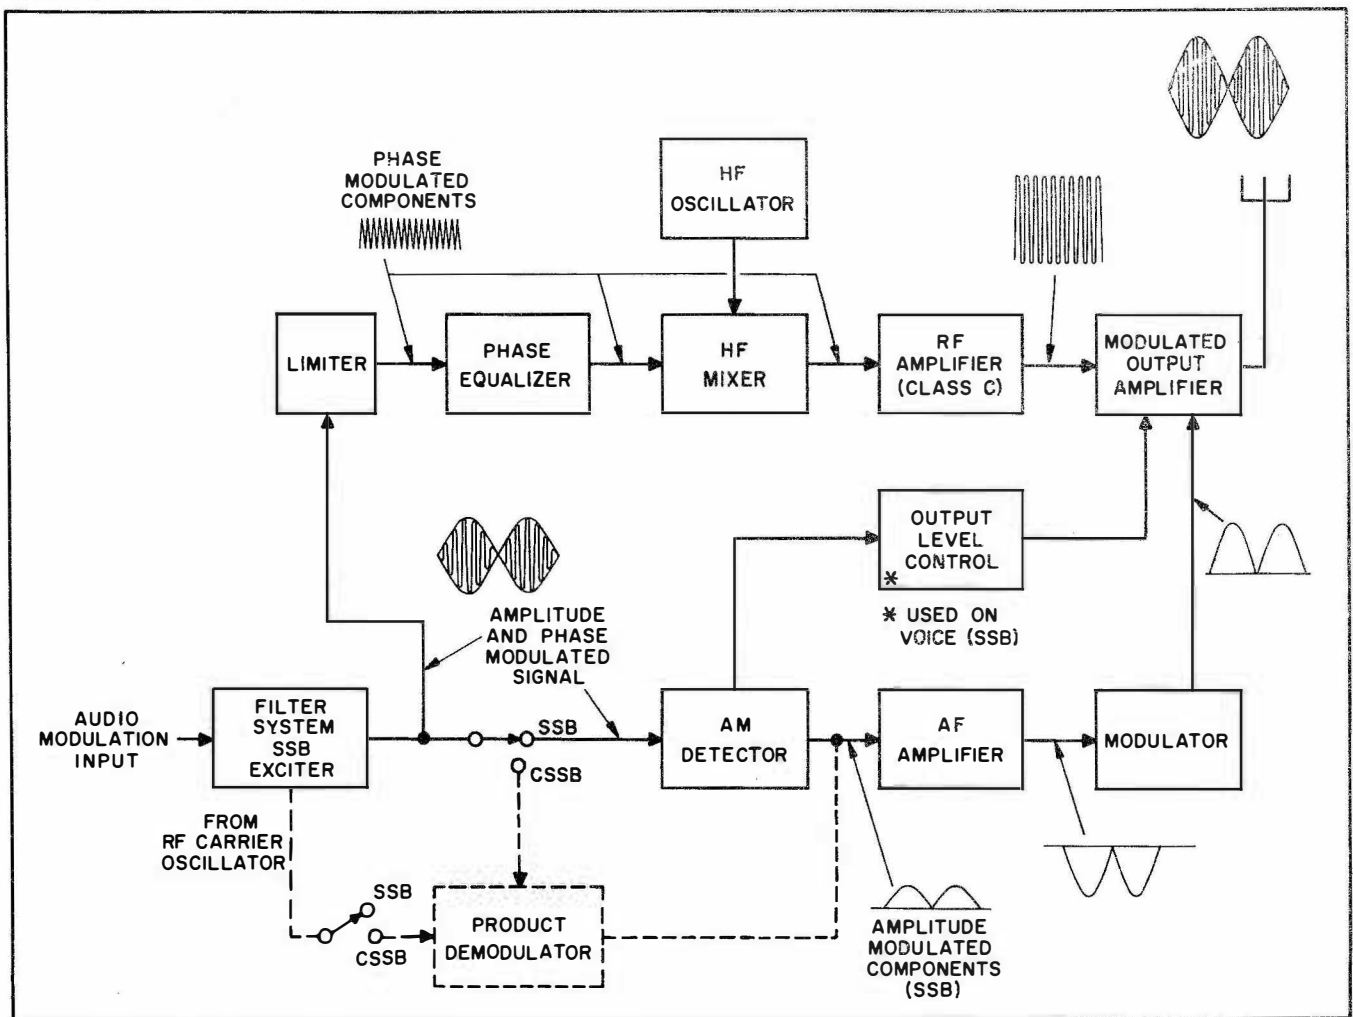 PHASE
MODULATED
COMPONENTS
HF
OSCILLATOR
LIMITER
PHASE
EQUALIZER
HF
MIXER
RF
AMPLIFIER
(CLASS C)
MODULATED
OUTPUT
AMPLIFIER
OUTPUT
LEVEL
CONTROL
*
* USED ON
VOICE (SSB)
AMPLITUDE
AND PHASE
MODULATED
SIGNAL
AUDIO
MODULATION
INPUT
FILTER
SYSTEM
SSB
EXCITER
SSB
CSSB
AM
DETECTOR
AF
AMPLIFIER
MODULATOR
FROM
RF CARRIER
OSCILLATOR
SSB
CSSB
PRODUCT
DEMODULATOR
AMPLITUDE
MODULATED
COMPONENTS
(SSB)